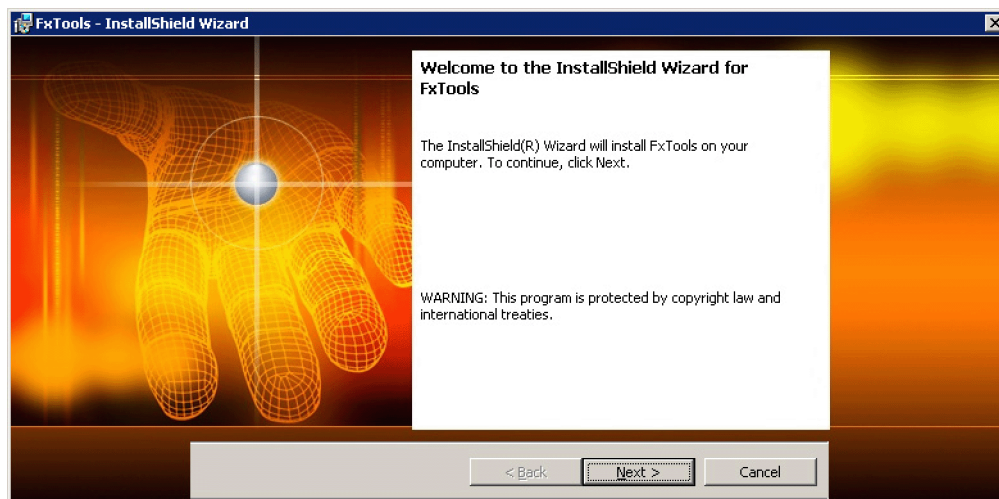 FxTools - InstallShield Wizard
Welcome to the InstallShield Wizard for
FxTools
The InstallShield(R) Wizard will install FxTools on your
computer. To continue, click Next.
WARNING: This program is protected by copyright law and
international treaties.
< Back
Next >
Cancel